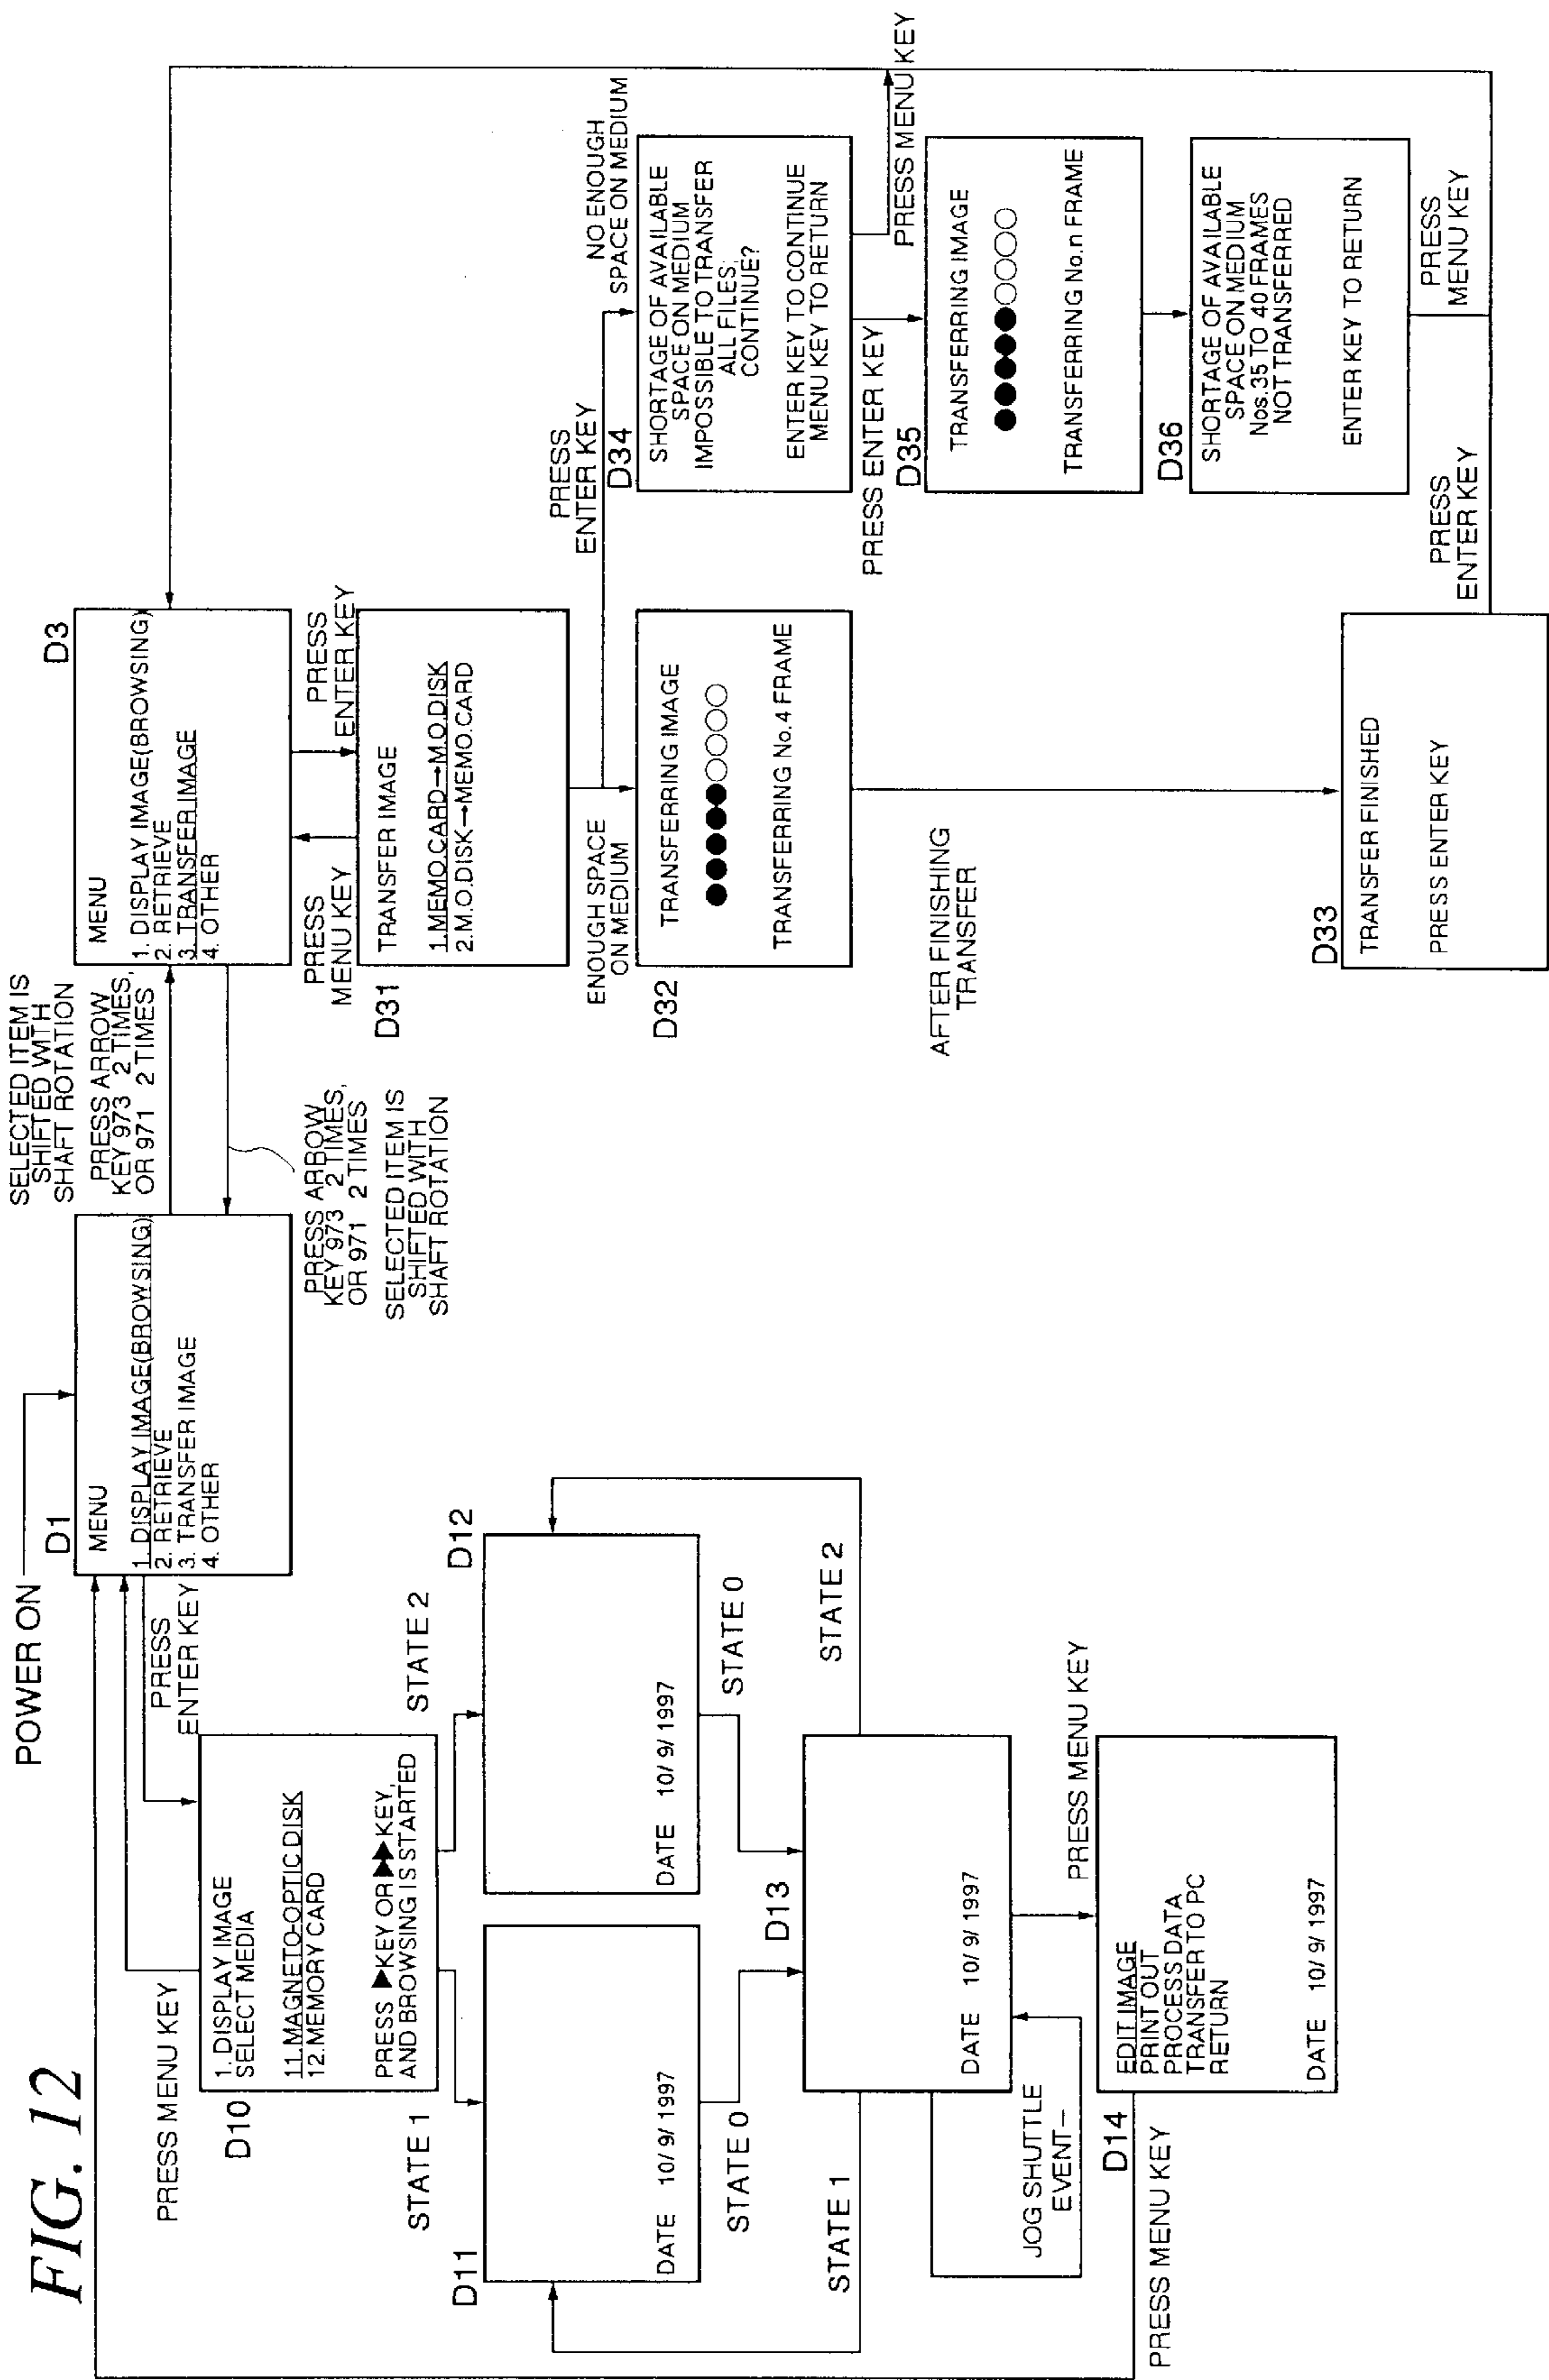 FIG. 12
POWER ON
D1
MENU
1. DISPLAY IMAGE(BROWSING)
2. RETRIEVE
3. TRANSFER IMAGE
4. OTHER
PRESS
ENTER KEY
PRESS MENU KEY
D10
1. DISPLAY IMAGE
SELECT MEDIA
11.MAGNETO-OPTIC DISK
12.MEMORY CARD
PRESS ▶KEY OR ▶▶KEY,
AND BROWSING IS STARTED
STATE 1
STATE 2
D11
DATE 10/ 9/ 1997
D12
DATE 10/ 9/ 1997
STATE 0
STATE 0
D13
DATE 10/ 9/ 1997
STATE 1
STATE 2
JOG SHUTTLE
EVENT–
PRESS MENU KEY
D14
EDIT IMAGE
PRINT OUT
PROCESS DATA
TRANSFER TO PC
RETURN
DATE 10/ 9/ 1997
PRESS MENU KEY
SELECTED ITEM IS
SHIFTED WITH
SHAFT ROTATION
PRESS ARROW
KEY 973 2 TIMES,
OR 971 2 TIMES
PRESS ARROW
KEY 973 2 TIMES,
OR 971 2 TIMES
SELECTED ITEM IS
SHIFTED WITH
SHAFT ROTATION
D3
MENU
1. DISPLAY IMAGE(BROWSING)
2. RETRIEVE
3. TRANSFER IMAGE
4. OTHER
PRESS
MENU KEY
PRESS
ENTER KEY
D31
TRANSFER IMAGE
1.MEMO.CARD→M.O.DISK
2.M.O.DISK→MEMO.CARD
ENOUGH SPACE
ON MEDIUM
PRESS
ENTER KEY
NO ENOUGH
SPACE ON MEDIUM
D32
TRANSFERRING IMAGE
●●●●●○○○○
TRANSFERRING No.4 FRAME
AFTER FINISHING
TRANSFER
D33
TRANSFER FINISHED
PRESS ENTER KEY
D34
SHORTAGE OF AVAILABLE
SPACE ON MEDIUM
IMPOSSIBLE TO TRANSFER
ALL FILES,
CONTINUE?
ENTER KEY TO CONTINUE
MENU KEY TO RETURN
PRESS ENTER KEY
PRESS MENU KEY
D35
TRANSFERRING IMAGE
●●●●●○○○○
TRANSFERRING No.n FRAME
D36
SHORTAGE OF AVAILABLE
SPACE ON MEDIUM
Nos.35 TO 40 FRAMES
NOT TRANSFERRED
ENTER KEY TO RETURN
PRESS
ENTER KEY
PRESS
MENU KEY